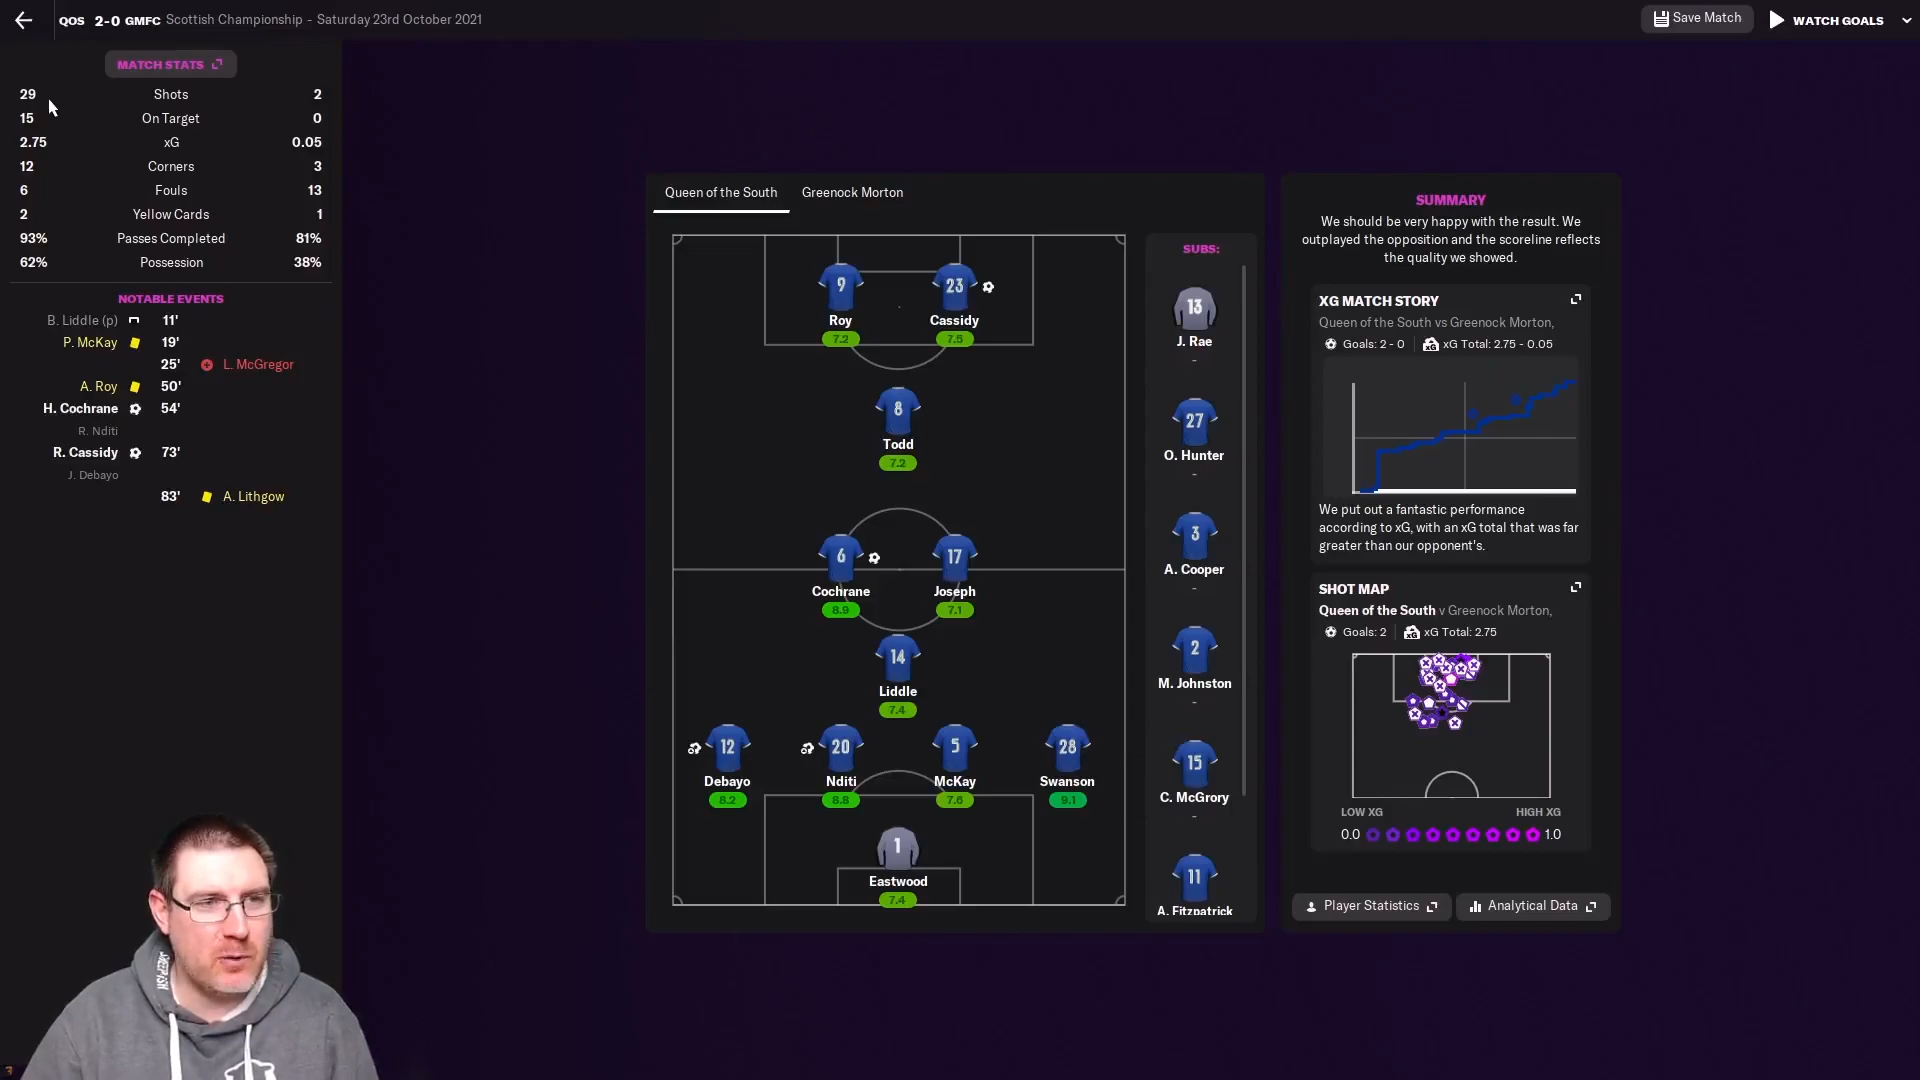 QOS 2-0 GMFC Scottish Championship - Saturday 23rd October 2021
Save Match
WATCH GOALS
MATCH STATS
29 Shots 2
15 On Target 0
2.75 xG 0.05
12 Corners 3
6 Fouls 13
2 Yellow Cards 1
93% Passes Completed 81%
62% Possession 38%
NOTABLE EVENTS
B. Liddle (p) 11'
P. McKay 19'
25' L. McGregor
A. Roy 50'
H. Cochrane 54'
R. Nditi
R. Cassidy 73'
J. Debayo
83' A. Lithgow
Queen of the South Greenock Morton
9 23
Roy Cassidy
7.2 7.5
8
Todd
7.2
6 17
Cochrane Joseph
8.9 7.1
14
Liddle
7.4
12 20 5 28
Debayo Nditi McKay Swanson
8.2 8.8 7.6 9.1
1
Eastwood
7.4
SUBS:
13
J. Rae
-
27
O. Hunter
-
3
A. Cooper
-
2
M. Johnston
-
15
C. McGrory
-
11
A. Fitzpatrick
SUMMARY
We should be very happy with the result. We
outplayed the opposition and the scoreline reflects
the quality we showed.
XG MATCH STORY
Queen of the South vs Greenock Morton,
Goals: 2 - 0 xG xG Total: 2.75 - 0.05
We put out a fantastic performance
according to xG, with an xG total that was far
greater than our opponent's.
SHOT MAP
Queen of the South v Greenock Morton,
Goals: 2 xG xG Total: 2.75
LOW XG HIGH XG
0.0 1.0
Player Statistics Analytical Data